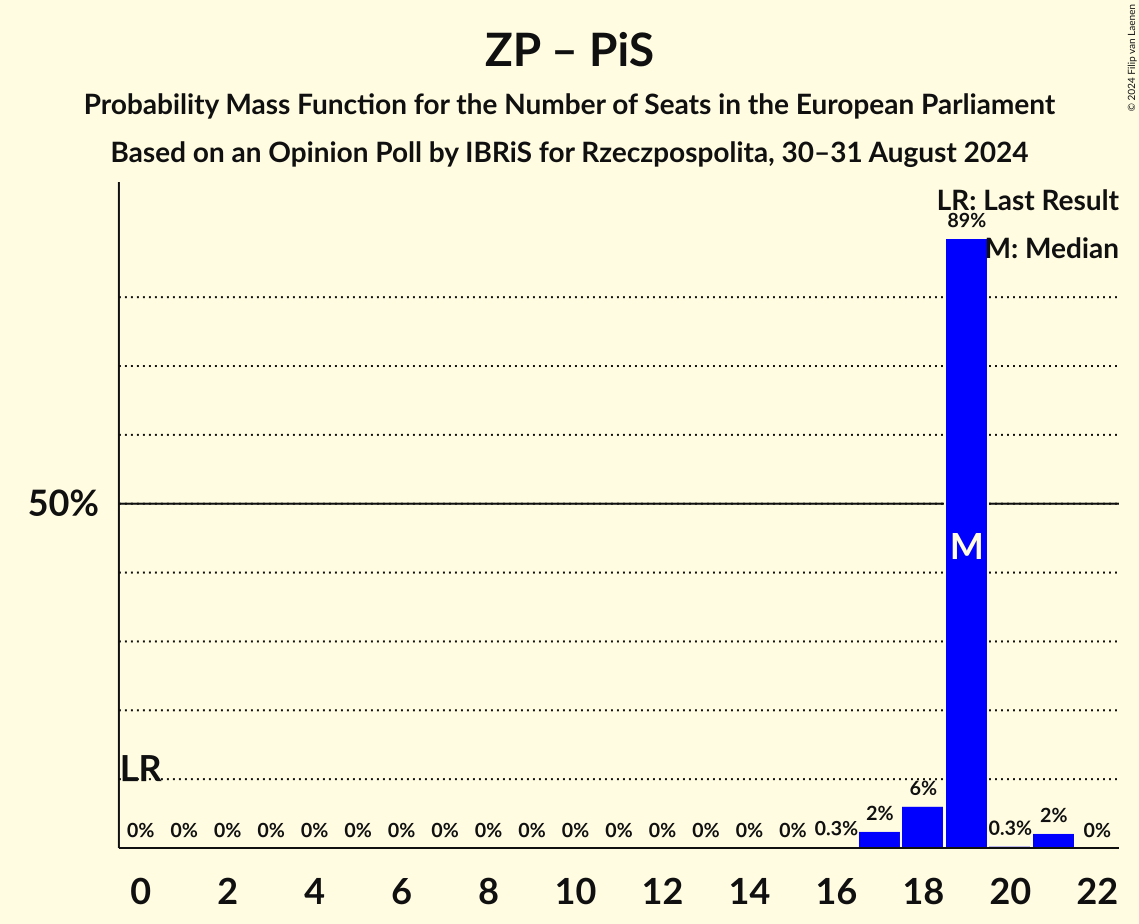 ZP – PiS
Probability Mass Function for the Number of Seats in the European Parliament
Based on an Opinion Poll by IBRiS for Rzeczpospolita, 30–31 August 2024
© 2024 Filip van Laenen
LR: Last Result
89%
M: Median
50%
M
LR
6%
2%
2%
0% 0% 0% 0% 0% 0% 0% 0% 0% 0% 0% 0% 0% 0% 0% 0% 0.3% 0.3% 0%
0 2 4 6 8 10 12 14 16 18 20 22